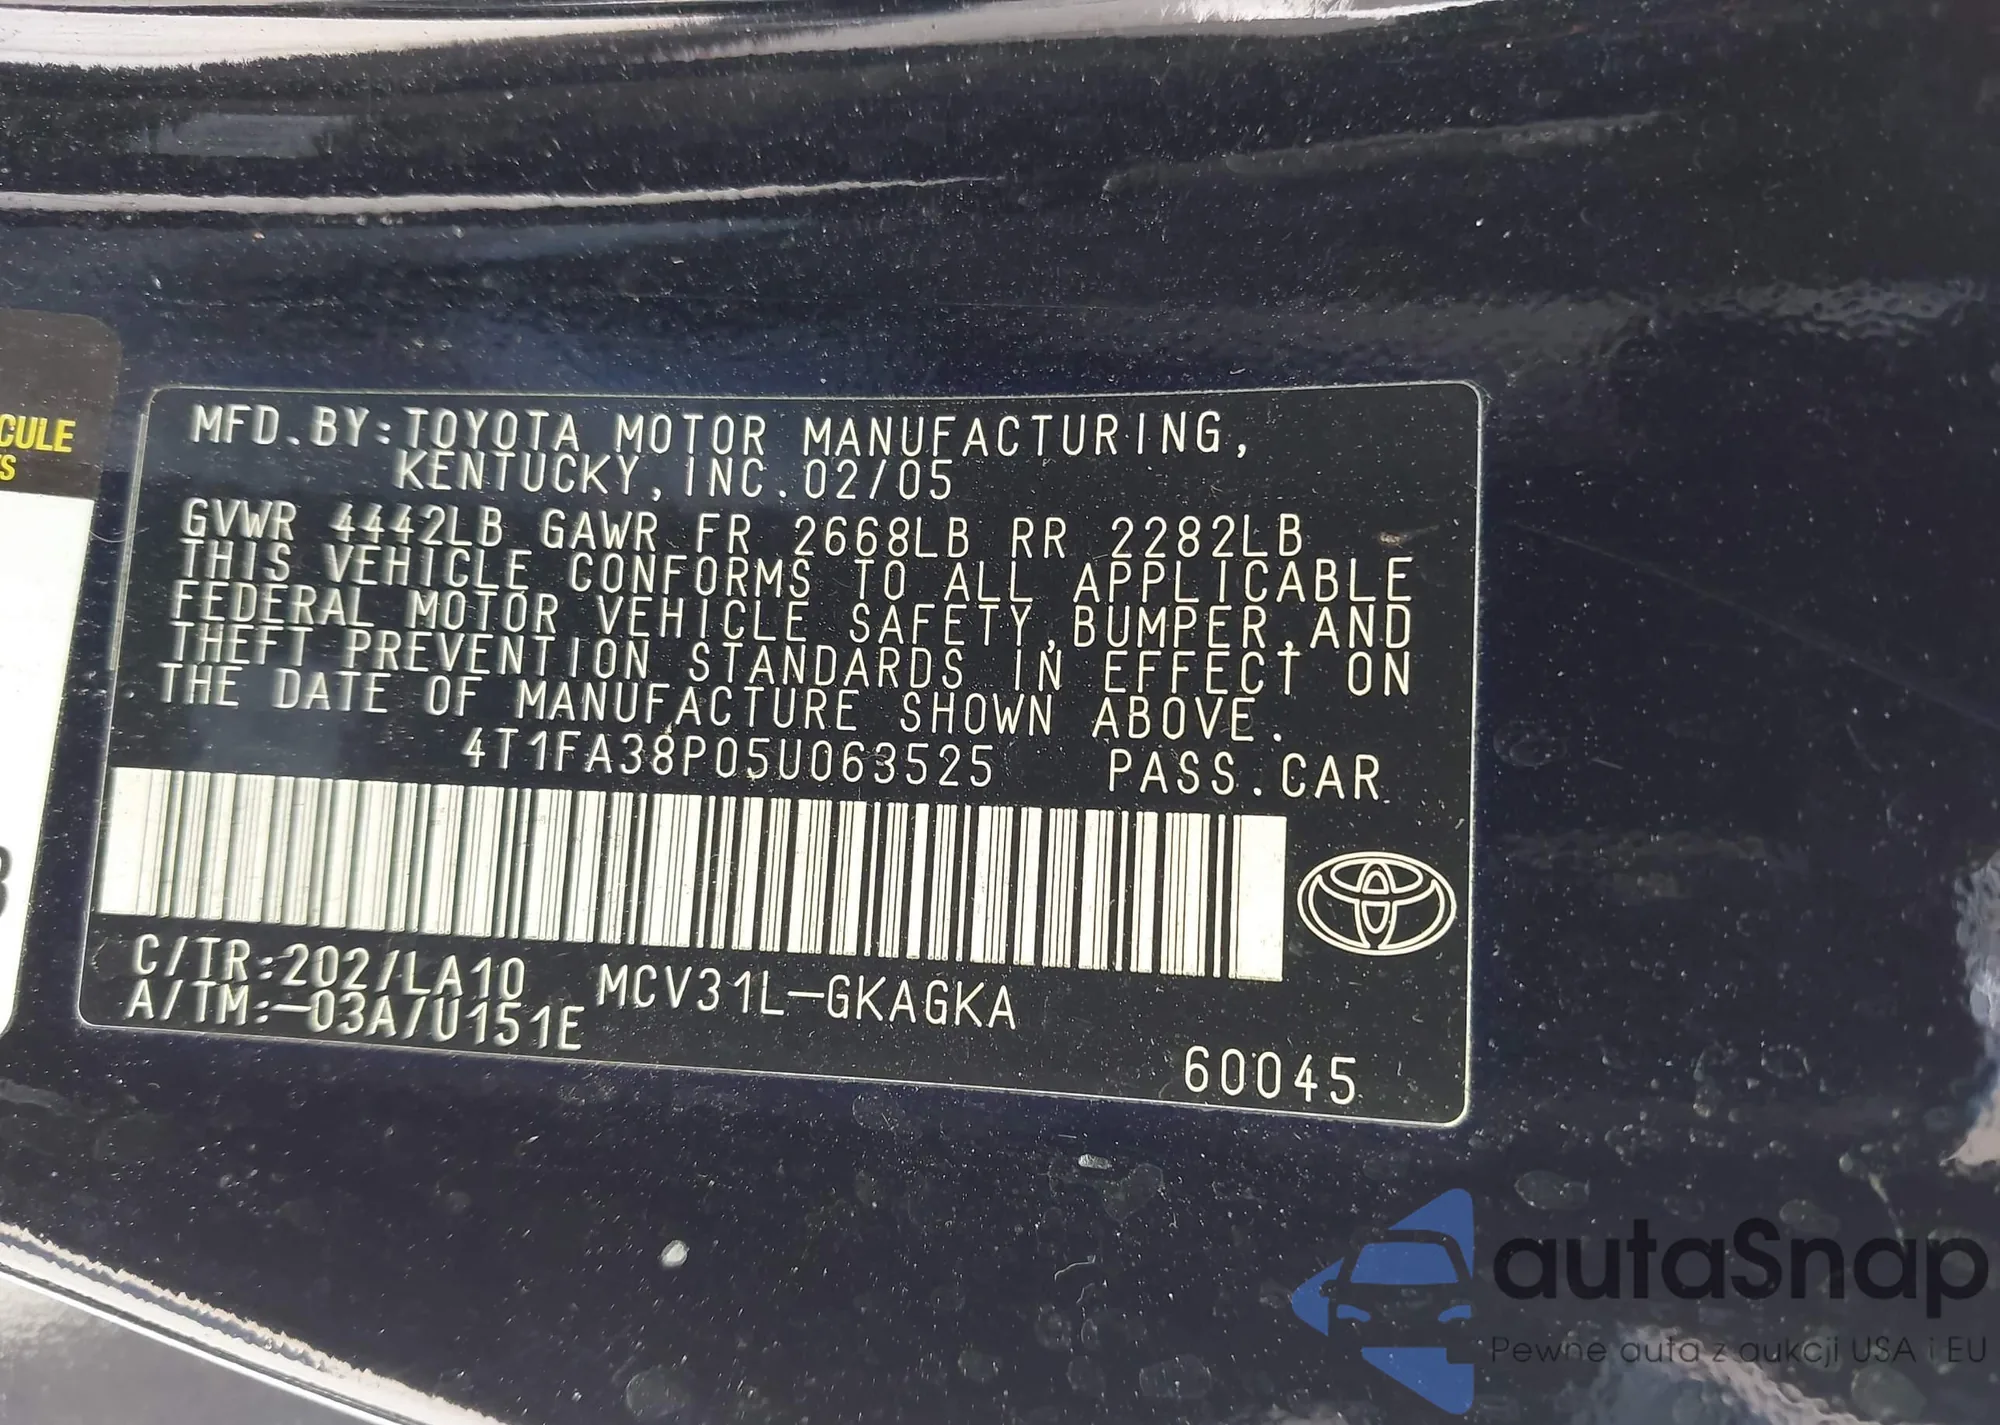 CULE
S
MFD.BY:TOYOTA MOTOR MANUFACTURING,
KENTUCKY,INC.02/05
GVWR 4442LB GAWR FR 2668LB RR 2282LB
THIS VEHICLE CONFORMS TO ALL APPLICABLE
FEDERAL MOTOR VEHICLE SAFETY,BUMPER,AND
THEFT PREVENTION STANDARDS IN EFFECT ON
THE DATE OF MANUFACTURE SHOWN ABOVE.
4T1FA38P05U063525 PASS.CAR
C/TR:202/LA10 MCV31L-GKAGKA
A/TM:-03A/U151E
60045
autaSnap
Pewne auta z aukcji USA i EU